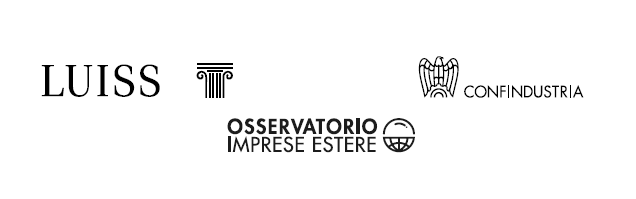 LUISS
CONFINDUSTRIA
OSSERVATORIO
IMPRESE ESTERE